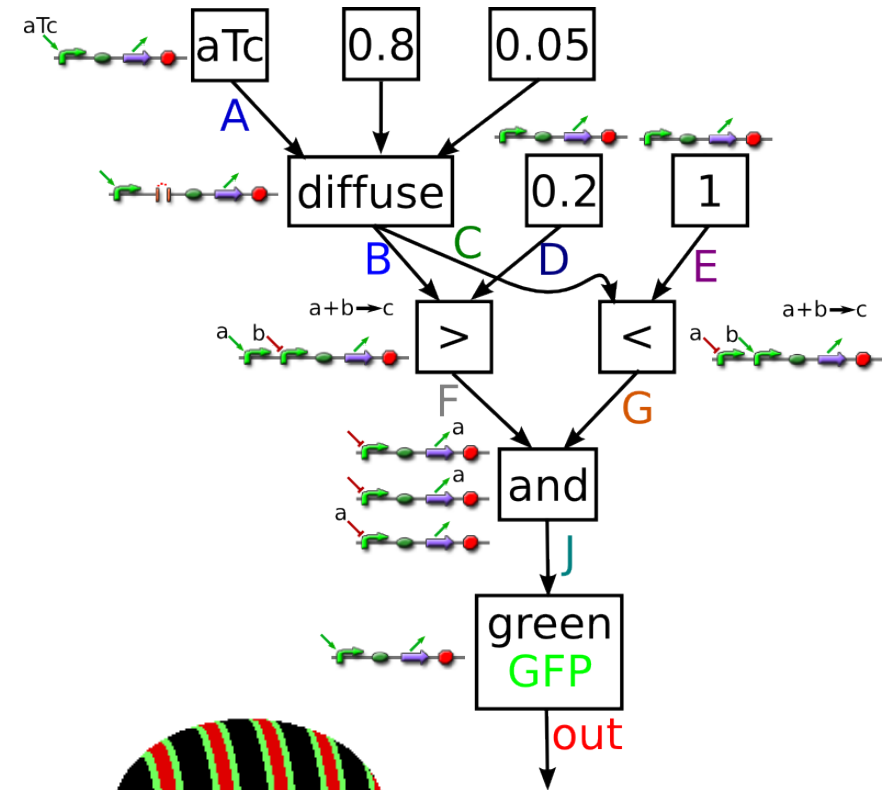 aTc
aTc
0.8
0.05
A
diffuse
0.2
1
B
C
D
E
a+b→c
a
b
>
<
a
b
a+b→c
F
G
a
a
a
and
J
green
GFP
out